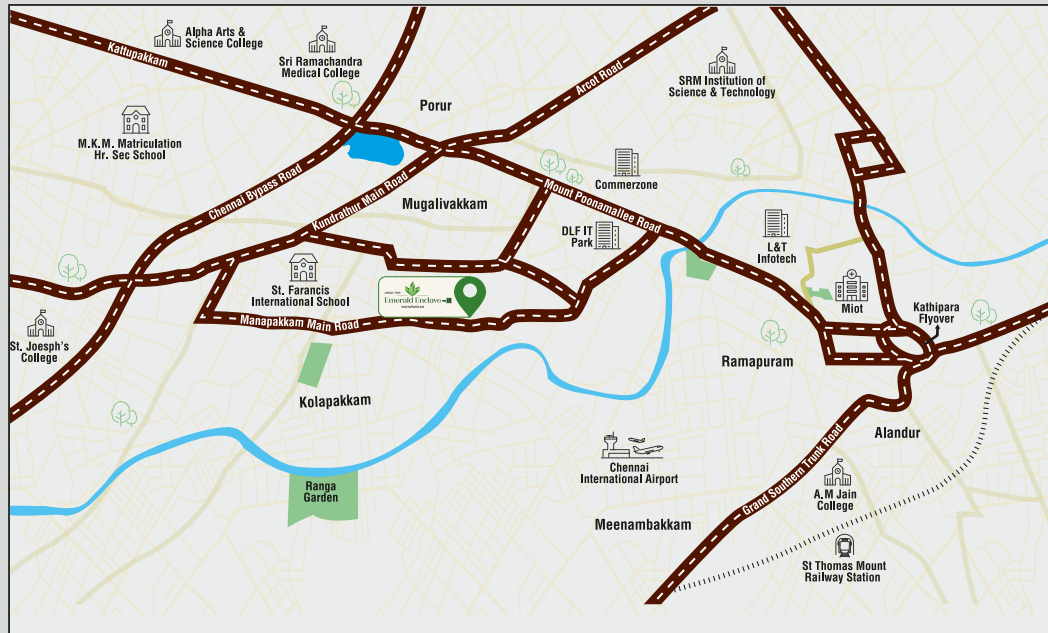 Alpha Arts &
Science College
Kattupakkam
Sri Ramachandra
Medical College
Arcot Road
SRM Institution of
Science & Technology
Porur
M.K.M. Matriculation
Hr. Sec School
Chennai Bypass Road
Kundrathur Main Road
Mugalivakkam
Commerzone
Mount Poonamallee Road
DLF IT
Park
L&T
Infotech
St. Farancis
International School
Emerald Enclave
MANAPAKKAM
Miot
Kathipara
Flyover
Manapakkam Main Road
St. Joesph's
College
Ramapuram
Kolapakkam
Alandur
Chennai
International Airport
Grand Southern Trunk Road
Ranga
Garden
A.M Jain
College
Meenambakkam
St Thomas Mount
Railway Station